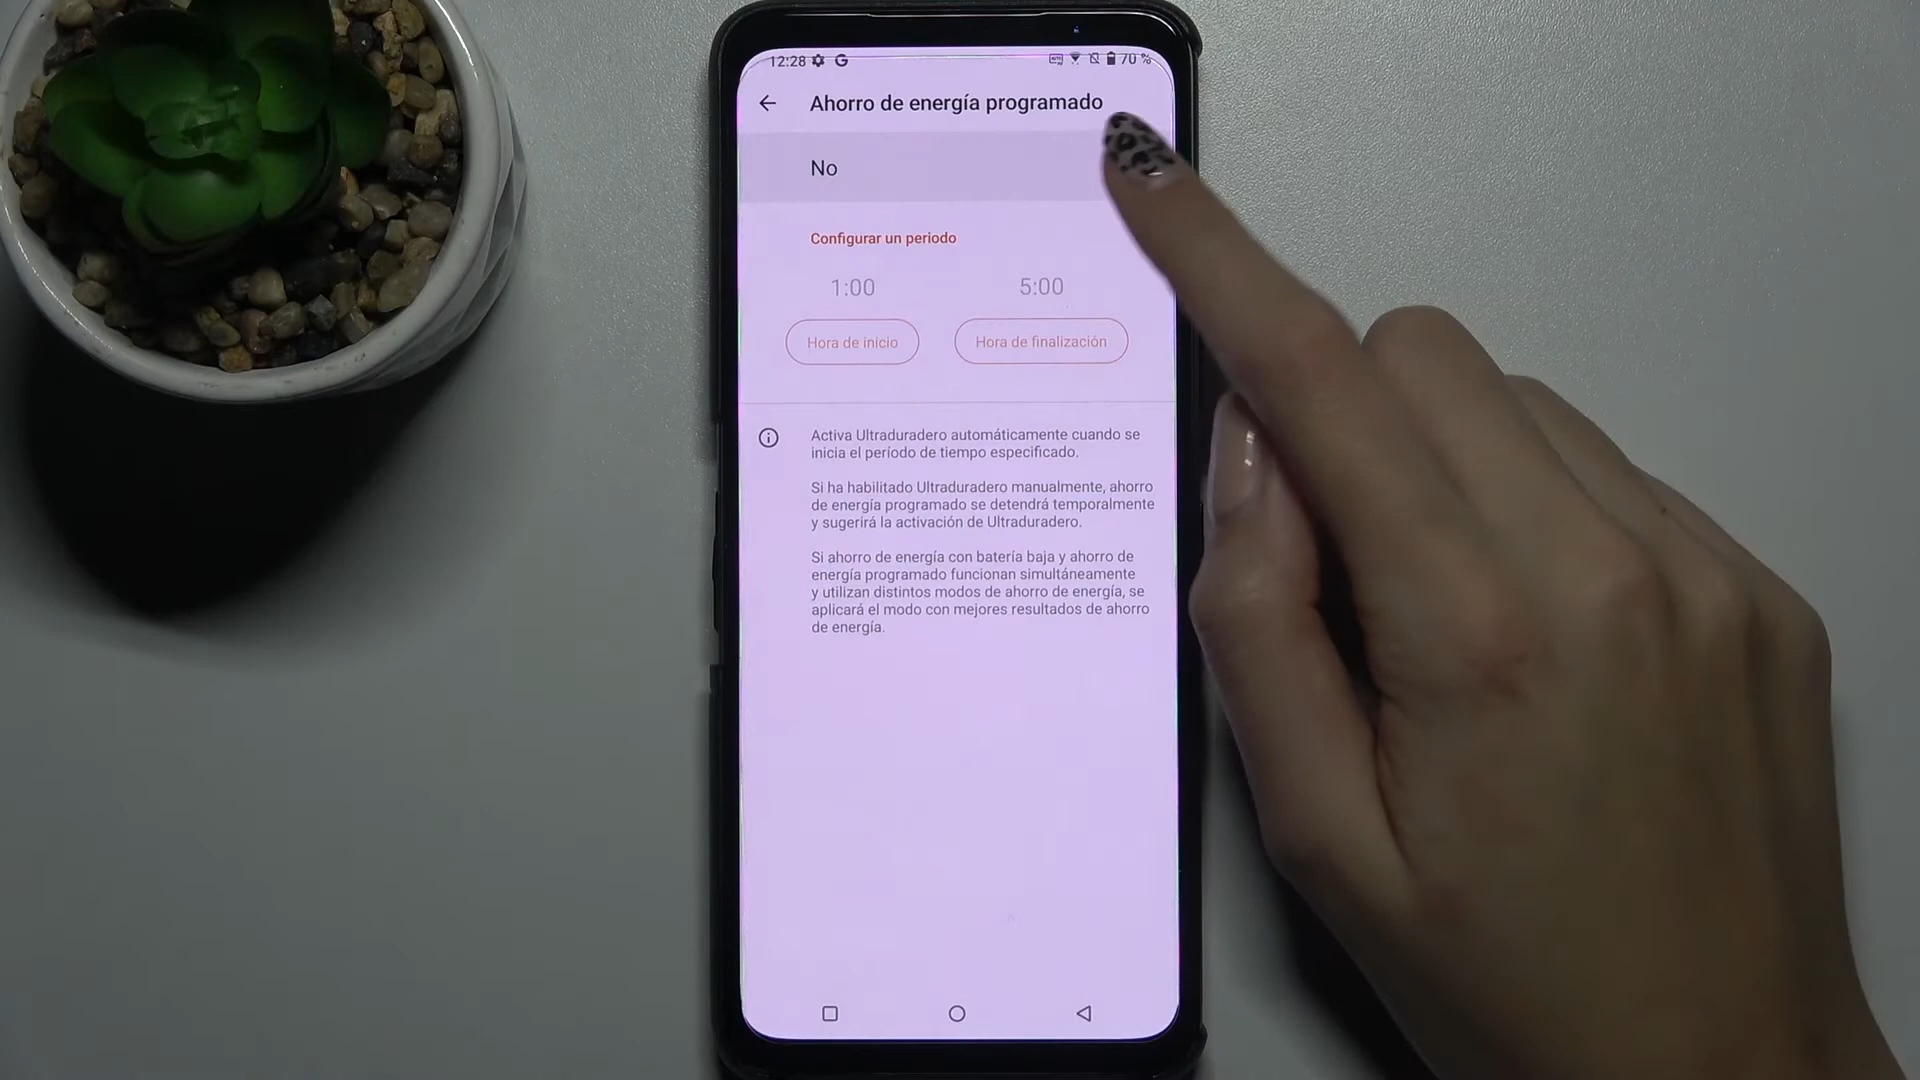 12:28 G 70 %
Ahorro de energía programado
No
Configurar un periodo
1:00 5:00
Hora de inicio Hora de finalización
Activa Ultraduradero automáticamente cuando se
inicia el período de tiempo especificado.
Si ha habilitado Ultraduradero manualmente, ahorro
de energía programado se detendrá temporalmente
y sugerirá la activación de Ultraduradero.
Si ahorro de energía con batería baja y ahorro de
energía programado funcionan simultáneamente
y utilizan distintos modos de ahorro de energía, se
aplicará el modo con mejores resultados de ahorro
de energía.